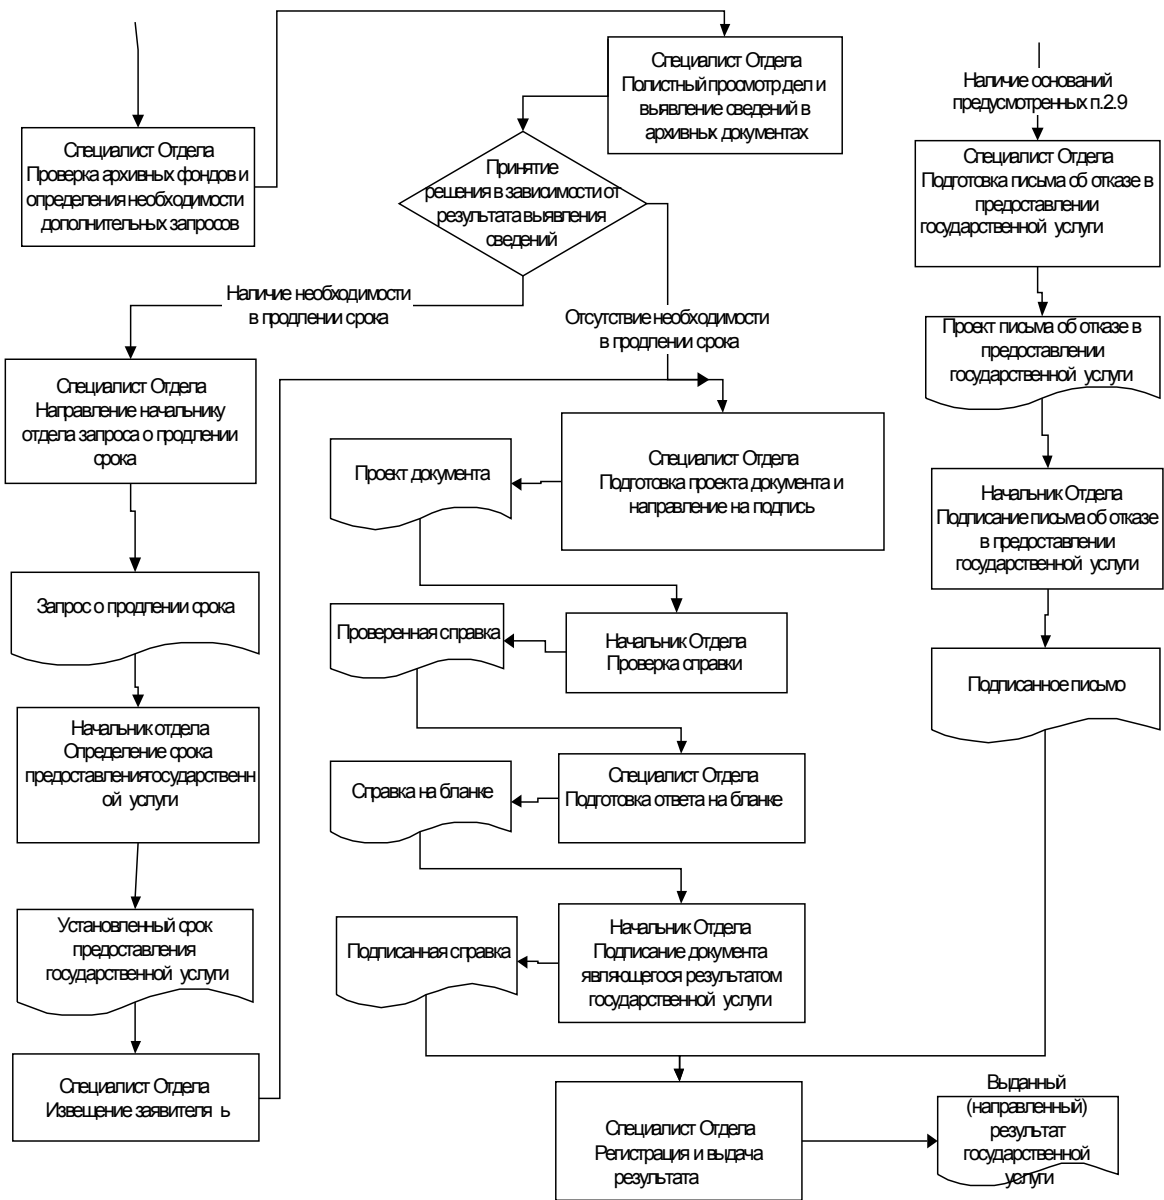 Специалист Отдела
Полистный просмотр дел и
выявление сведений в
архивных документах
Наличие оснований
предусмотренных п.2.9
Специалист Отдела
Проверка архивных фондов и
определения необходимости
дополнительных запросов
Принятие
решения в зависимости от
результата выявления
сведений
Специалист Отдела
Подготовка письма об отказе в
предоставлении
государственной услуги
Наличие необходимости
в продлении срока
Отсутствие необходимости
в продлении срока
Проект письма об отказе в
предоставлении
государственной услуги
Специалист Отдела
Направление начальнику
отдела запроса о продлении
срока
Проект документа
Специалист Отдела
Подготовка проекта документа и
направление на подпись
Начальник Отдела
Подписание письма об отказе
в предоставлении
государственной услуги
Запрос о продлении срока
Проверенная справка
Начальник Отдела
Проверка справки
Подписанное письмо
Начальник отдела
Определение срока
предоставления государственн
ой услуги
Справка на бланке
Специалист Отдела
Подготовка ответа на бланке
Установленный срок
предоставления
государственной услуги
Подписанная справка
Начальник Отдела
Подписание документа
являющегося результатом
государственной услуги
Специалист Отдела
Извещение заявителя ь
Специалист Отдела
Регистрация и выдача
результата
Выданный
(направленный)
результат
государственной
услуги